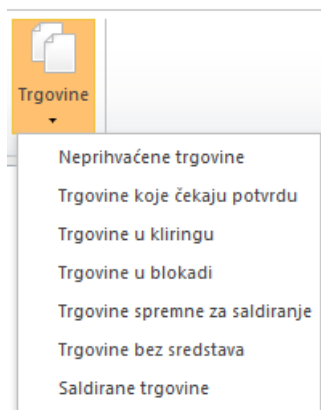 Trgovine
Neprihvaćene trgovine
Trgovine koje čekaju potvrdu
Trgovine u kliringu
Trgovine u blokadi
Trgovine spremne za saldiranje
Trgovine bez sredstava
Saldirane trgovine